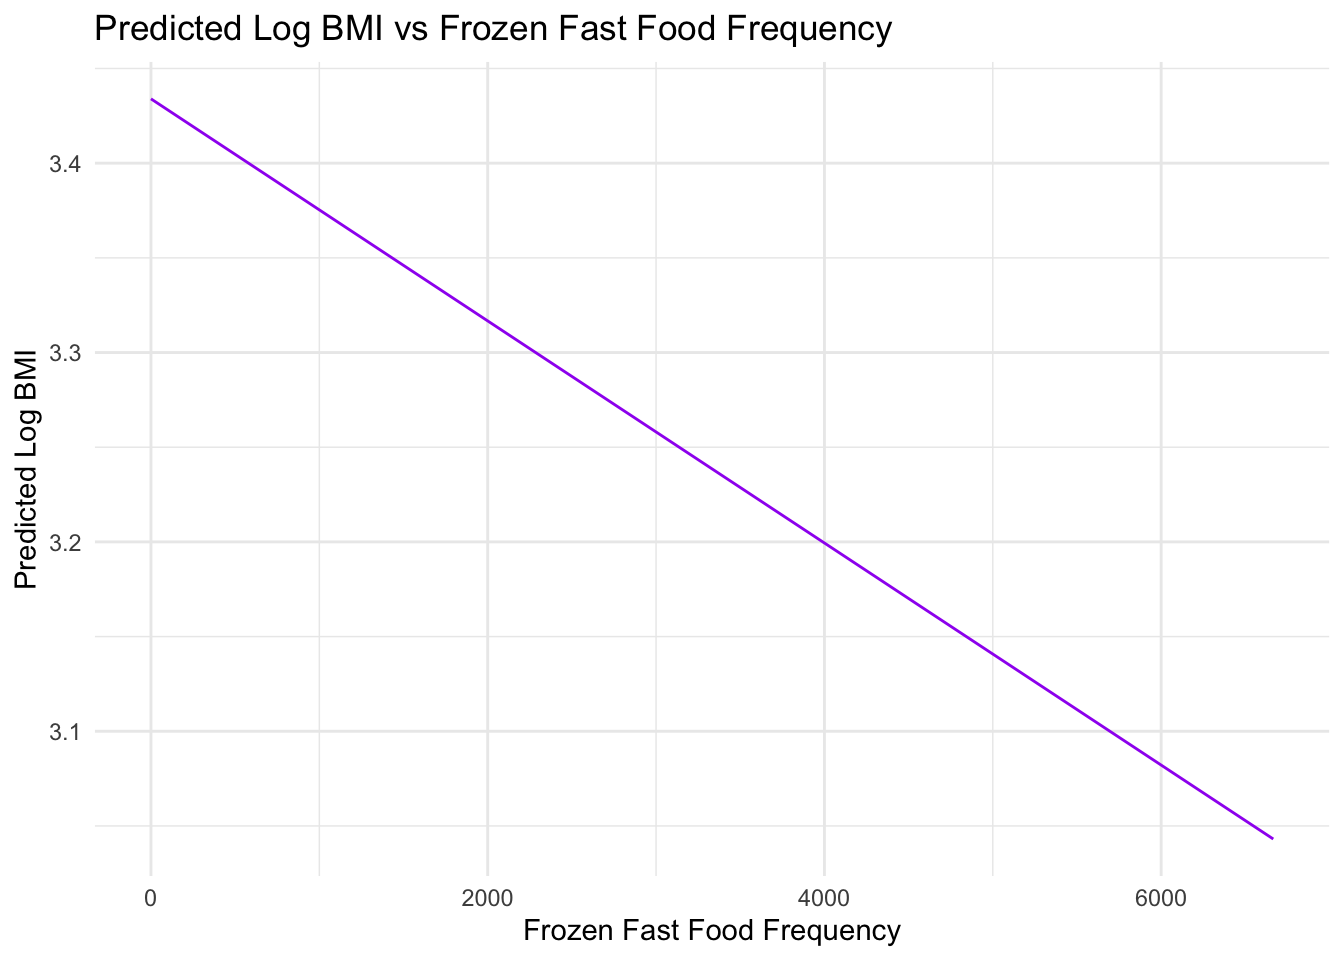 Predicted Log BMI vs Frozen Fast Food Frequency
Predicted Log BMI
3.4
3.3
3.2
3.1
0 2000 4000 6000
Frozen Fast Food Frequency